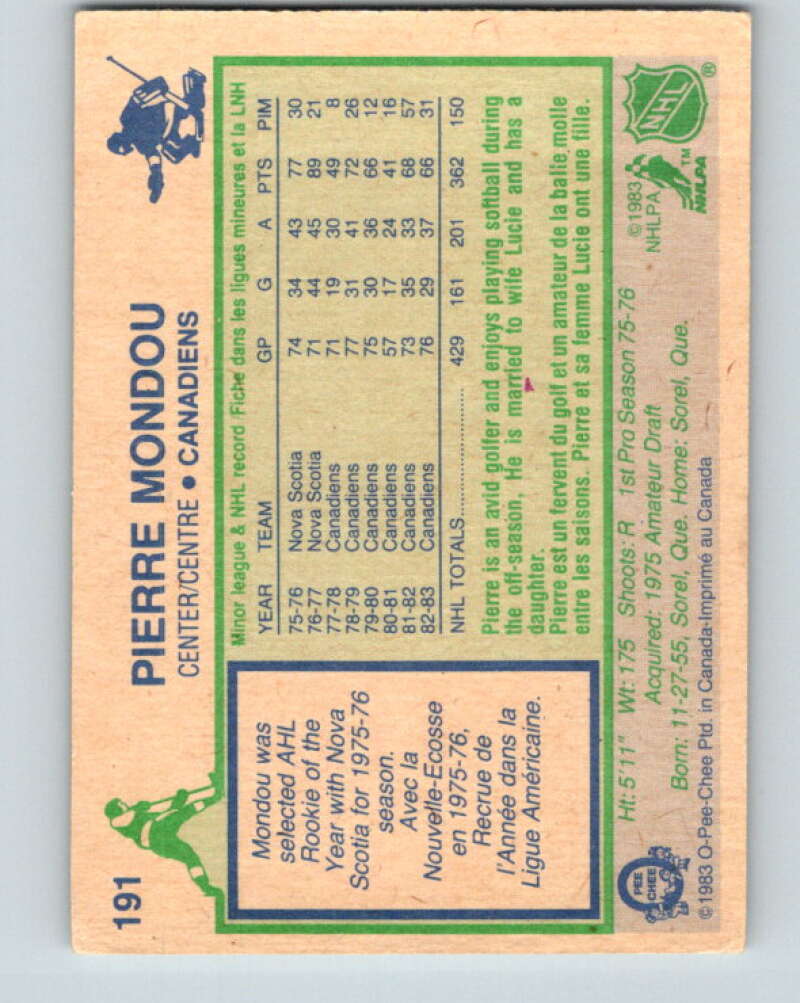 191
PIERRE MONDOU
CENTER/CENTRE • CANADIENS
Mondou was
selected AHL
Rookie of the
Year with Nova
Scotia for 1975-76
season.
Avec la
Nouvelle-Ecosse
en 1975-76,
Recrue de
l'Année dans la
Ligue Américaine.
Minor league & NHL record Fiche dans les ligues mineures et la LNH
YEAR TEAM GP G A PTS PIM
75-76 Nova Scotia 74 34 43 77 30
76-77 Nova Scotia 71 44 45 89 21
77-78 Canadiens 71 19 30 49 8
78-79 Canadiens 77 31 41 72 26
79-80 Canadiens 75 30 36 66 12
80-81 Canadiens 57 17 24 41 16
81-82 Canadiens 73 35 33 68 57
82-83 Canadiens 76 29 37 66 31
NHL TOTALS.................... 429 161 201 362 150
Pierre is an avid golfer and enjoys playing softball during
the off-season. He is married to wife Lucie and has a
daughter.
Pierre est un fervent du golf et un amateur de la balle molle
entre les saisons. Pierre et sa femme Lucie ont une fille.
Ht: 5'11" Wt: 175 Shoots: R 1st Pro Season 75-76
Acquired: 1975 Amateur Draft
Born: 11-27-55, Sorel, Que. Home: Sorel, Que.
©1983 O-Pee-Chee Ptd. in Canada-Imprimé au Canada
PEE
CHEE
©1983
NHLPA
NHLPA
TM
NHL
®